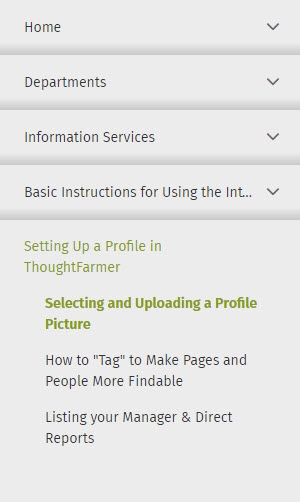 Home
Departments
Information Services
Basic Instructions for Using the Int...
Setting Up a Profile in
ThoughtFarmer
Selecting and Uploading a Profile
Picture
How to "Tag" to Make Pages and
People More Findable
Listing your Manager & Direct
Reports